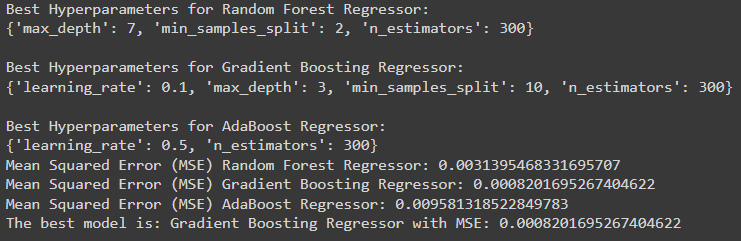 Best Hyperparameters for Random Forest Regressor:
{'max_depth': 7, 'min_samples_split': 2, 'n_estimators': 300}
Best Hyperparameters for Gradient Boosting Regressor:
{'learning_rate': 0.1, 'max_depth': 3, 'min_samples_split': 10, 'n_estimators': 300}
Best Hyperparameters for AdaBoost Regressor:
{'learning_rate': 0.5, 'n_estimators': 300}
Mean Squared Error (MSE) Random Forest Regressor: 0.0031395468331695707
Mean Squared Error (MSE) Gradient Boosting Regressor: 0.0008201695267404622
Mean Squared Error (MSE) AdaBoost Regressor: 0.009581318522849783
The best model is: Gradient Boosting Regressor with MSE: 0.0008201695267404622